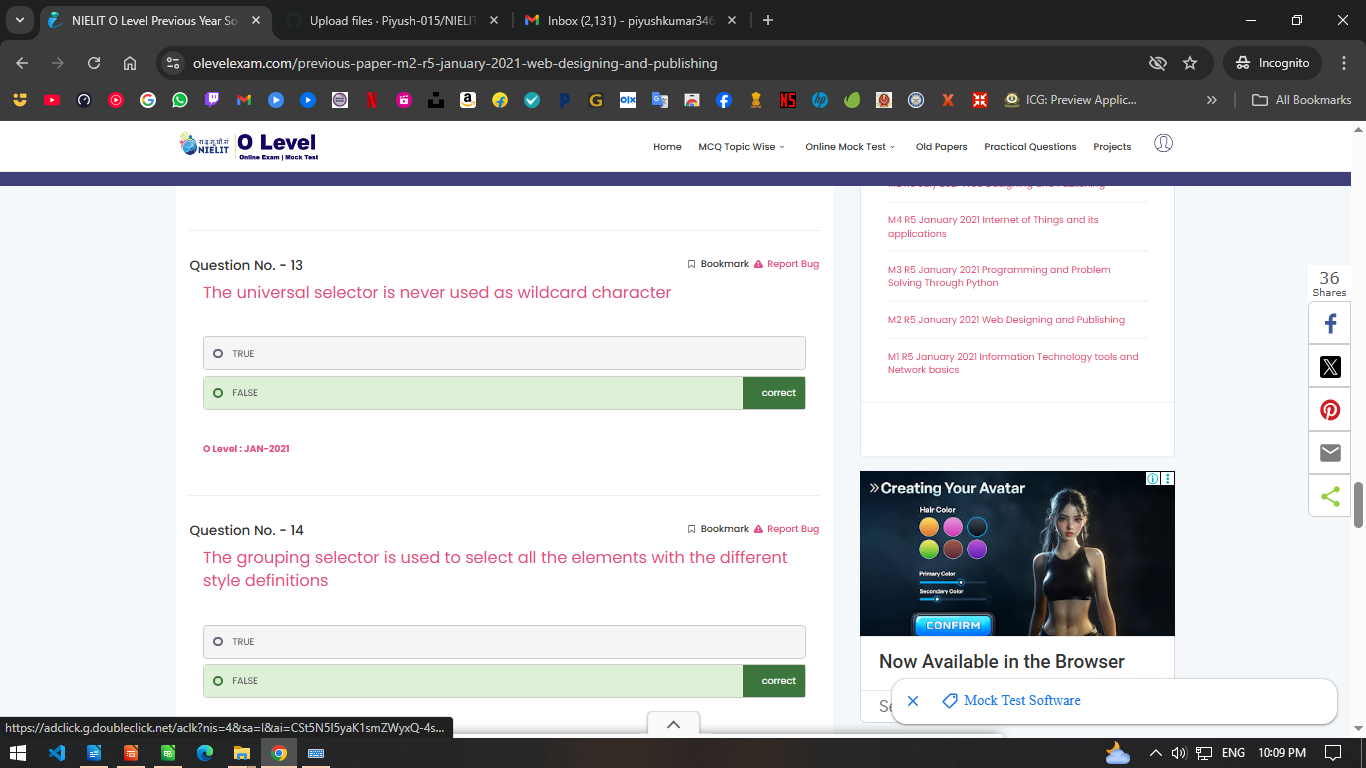 NIELIT O Level Previous Year So
Upload files · Piyush-015/NIELIT
Inbox (2,131) - piyushkumar346
olevelexam.com/previous-paper-m2-r5-january-2021-web-designing-and-publishing
Incognito
ICG: Preview Applic...
All Bookmarks
NIELIT
O Level
Online Exam | Mock Test
Home
MCQ Topic Wise
Online Mock Test
Old Papers
Practical Questions
Projects
M4 R5 January 2021 Internet of Things and its
applications
M3 R5 January 2021 Programming and Problem
Solving Through Python
M2 R5 January 2021 Web Designing and Publishing
M1 R5 January 2021 Information Technology tools and
Network basics
Question No. - 13
Bookmark
Report Bug
The universal selector is never used as wildcard character
TRUE
FALSE
correct
O Level : JAN-2021
Question No. - 14
Bookmark
Report Bug
The grouping selector is used to select all the elements with the different
style definitions
TRUE
FALSE
correct
36
Shares
Creating Your Avatar
Hair Color
Primary Color
Secondary Color
CONFIRM
Now Available in the Browser
Mock Test Software
https://adclick.g.doubleclick.net/aclk?nis=4&sa=l&ai=CSt5N5I5yaK1smZWyxQ-4s...
ENG
10:09 PM